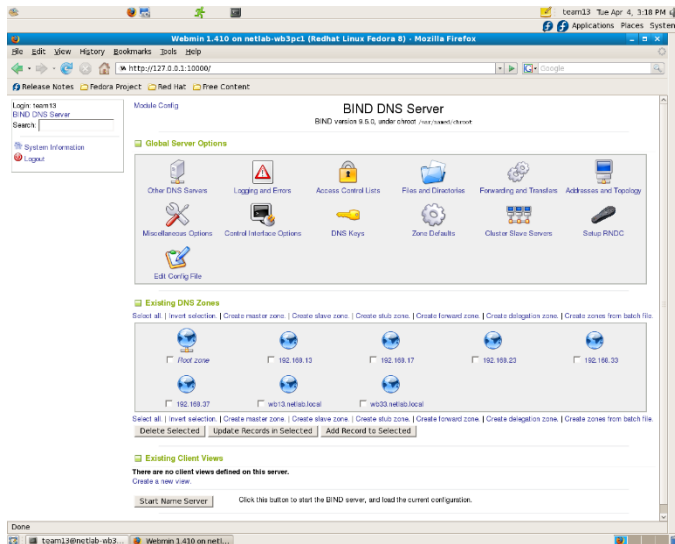 team13 Tue Apr 4, 3:18 PM
Applications Places System
Webmin 1.410 on netlab-wb3pc1 (Redhat Linux Fedora 8) - Mozilla Firefox
File Edit View History Bookmarks Tools Help
http://127.0.0.1:10000/
Google
Release Notes Fedora Project Red Hat Free Content
Login: team13
BIND DNS Server
Search:
System Information
Logout
Module Config
BIND DNS Server
BIND version 9.5.0, under chroot /var/named/chroot
Global Server Options
Other DNS Servers Logging and Errors Access Control Lists Files and Directories Forwarding and Transfers Addresses and Topology
Miscellaneous Options Control Interface Options DNS Keys Zone Defaults Cluster Slave Servers Setup RNDC
Edit Config File
Existing DNS Zones
Select all. | Invert selection. | Create master zone. | Create slave zone. | Create stub zone. | Create forward zone. | Create delegation zone. | Create zones from batch file.
Root zone 192.168.13 192.168.17 192.168.23 192.168.33
192.168.37 wb13.netlab.local wb33.netlab.local
Select all. | Invert selection. | Create master zone. | Create slave zone. | Create stub zone. | Create forward zone. | Create delegation zone. | Create zones from batch file.
Delete Selected Update Records in Selected Add Record to Selected
Existing Client Views
There are no client views defined on this server.
Create a new view.
Start Name Server Click this button to start the BIND server, and load the current configuration.
Done
team13@netlab-wb3... Webmin 1.410 on netl...